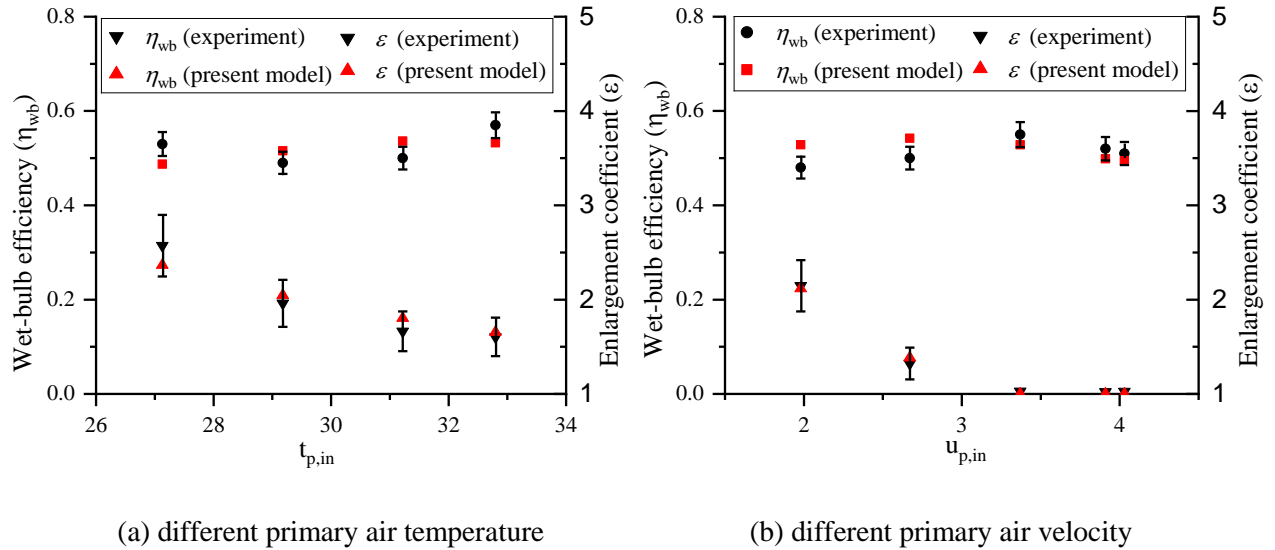 η_wb (experiment) ε (experiment)
η_wb (present model) ε (present model)
Wet-bulb efficiency (η_wb)
0.8
0.6
0.4
0.2
0.0
26 28 30 32 34
t_p,in
5
4
3
2
1
Enlargement coefficient (ε)
(a) different primary air temperature
η_wb (experiment) ε (experiment)
η_wb (present model) ε (present model)
Wet-bulb efficiency (η_wb)
0.8
0.6
0.4
0.2
0.0
2 3 4
u_p,in
5
4
3
2
1
Enlargement coefficient (ε)
(b) different primary air velocity